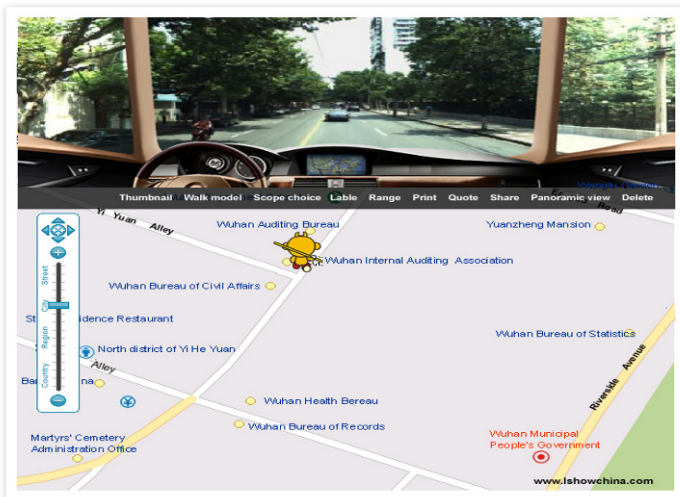 Thumbnail Walk model Scope choice Lable Range Print Quote Share Panoramic view Delete
Road
Yi Yuan Alley
Wuhan Auditing Bureau
Yuanzheng Mansion
Wuhan Internal Auditing Association
Wuhan Bureau of Civil Affairs
Street
City
Region
Country
idence Restaurant
Wuhan Bureau of Statistics
North district of Yi He Yuan
Alley
Riverside Avenue
Wuhan Health Bereau
Wuhan Bureau of Records
Martyrs' Cemetery
Administration Office
Wuhan Municipal
People's Government
www.lshowchina.com